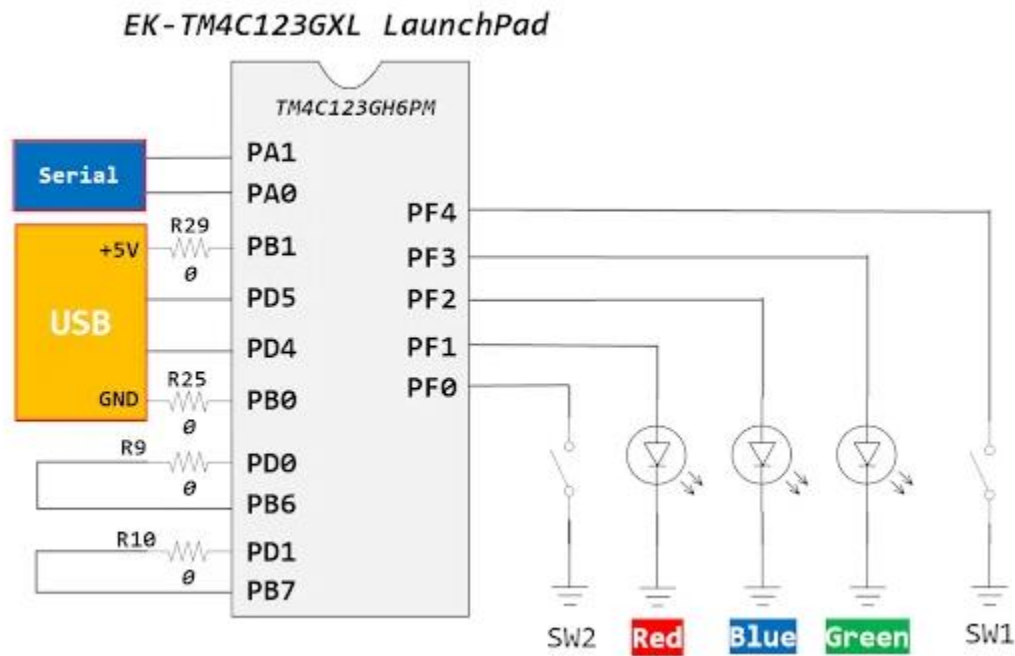 EK-TM4C123GXL LaunchPad
TM4C123GH6PM
Serial
PA1
PA0
USB
+5V
GND
R29
0
PB1
PD5
PD4
R25
0
PB0
R9
0
PD0
PB6
R10
0
PD1
PB7
PF4
PF3
PF2
PF1
PF0
SW2
Red
Blue
Green
SW1